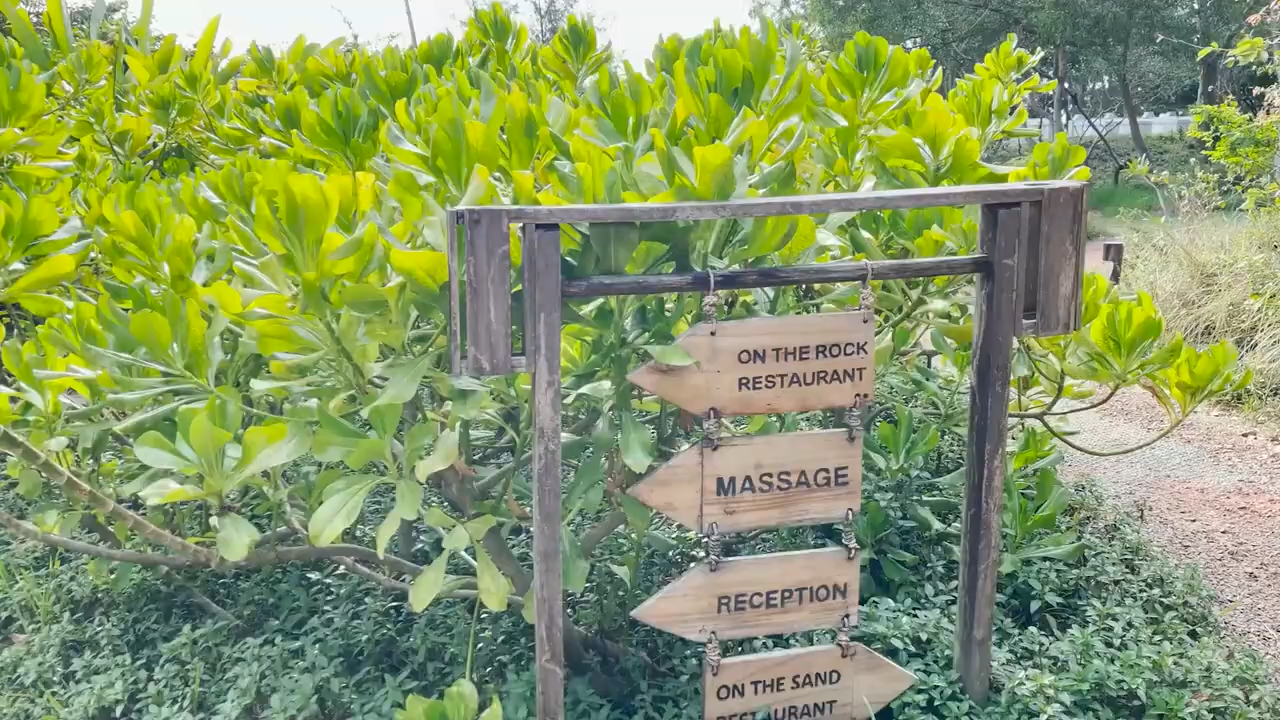 ON THE ROCK
RESTAURANT
MASSAGE
RECEPTION
ON THE SAND
RESTAURANT